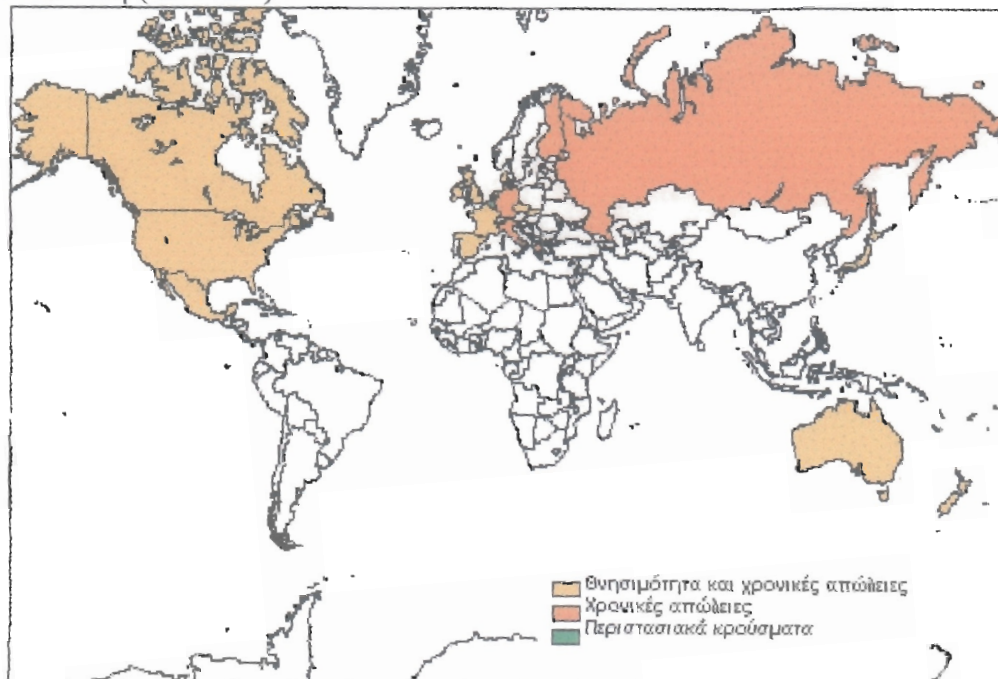 Θνησιμότητα και χρονικές απώλειες
Χρονικές απώλειες
Περιστασιακά κρούσματα